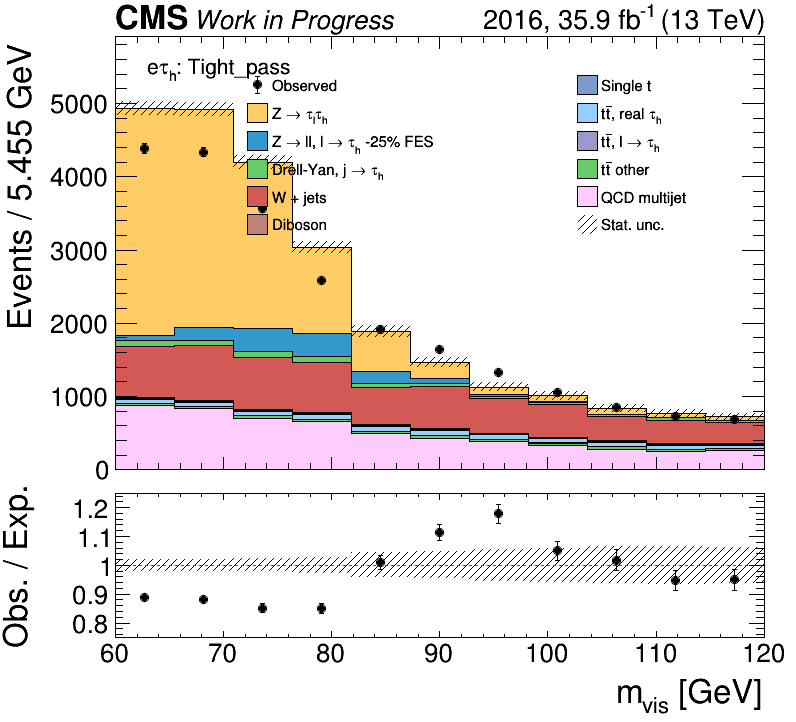 CMS Work in Progress 2016, 35.9 fb⁻¹ (13 TeV)
Events / 5.455 GeV
eτₕ: Tight_pass
Observed
Z → τₗτₕ
Z → ll, l → τₕ -25% FES
Drell-Yan, j → τₕ
W + jets
Diboson
Single t
tt̄, real τₕ
tt̄, l → τₕ
tt̄ other
QCD multijet
Stat. unc.
5000
4000
3000
2000
1000
0
Obs. / Exp.
1.2
1.1
1
0.9
0.8
60 70 80 90 100 110 120
m_vis [GeV]